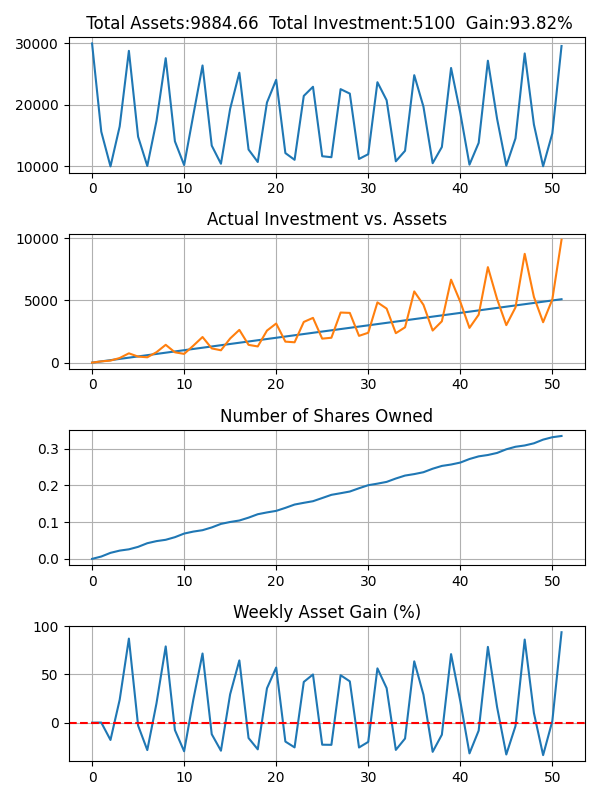 Total Assets:9884.66  Total Investment:5100  Gain:93.82%
30000
20000
10000
0 10 20 30 40 50
Actual Investment vs. Assets
10000
5000
0
0 10 20 30 40 50
Number of Shares Owned
0.3
0.2
0.1
0.0
0 10 20 30 40 50
Weekly Asset Gain (%)
100
50
0
0 10 20 30 40 50